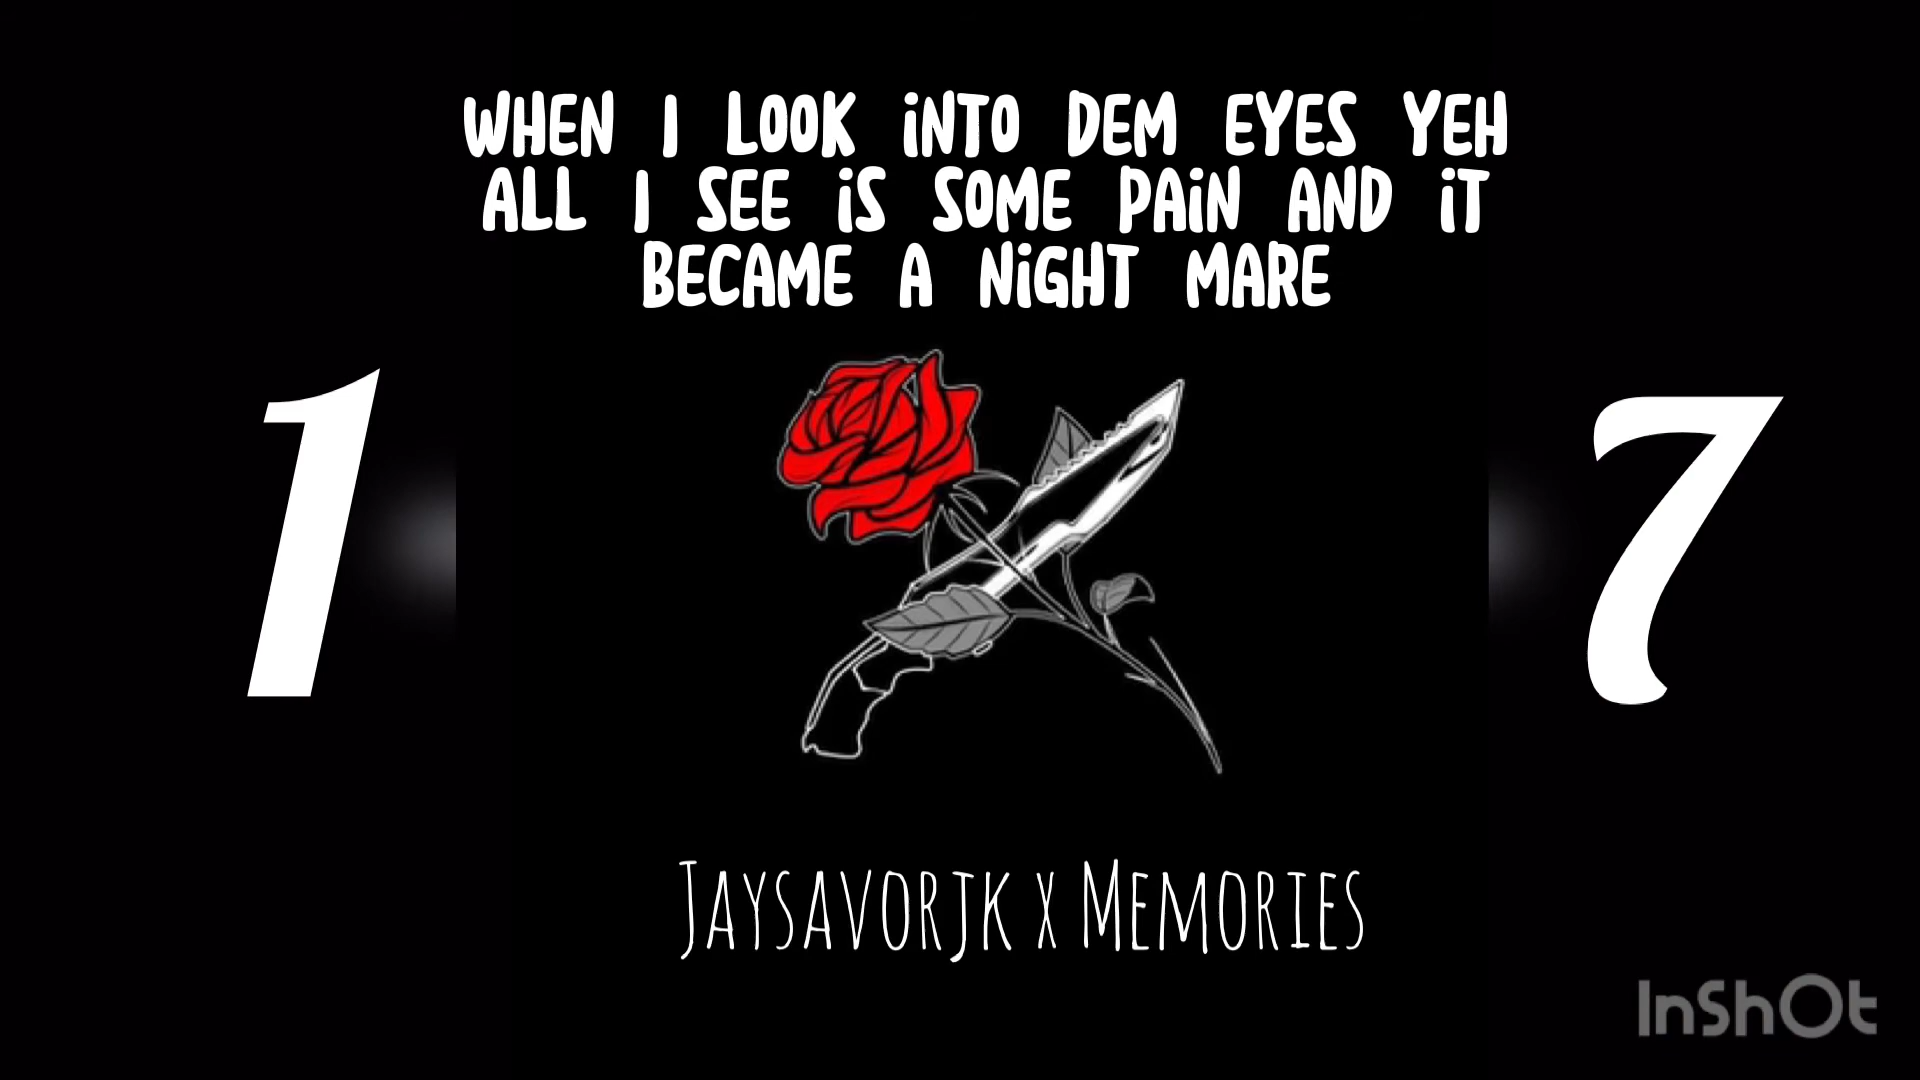 WHEN I LOOK iNTO DEM EYES YEH
ALL I SEE iS SOME PAiN AND iT
BECAME A NiGHT MARE
1 7
JAYSAVORJK X MEMORIES
InShOt